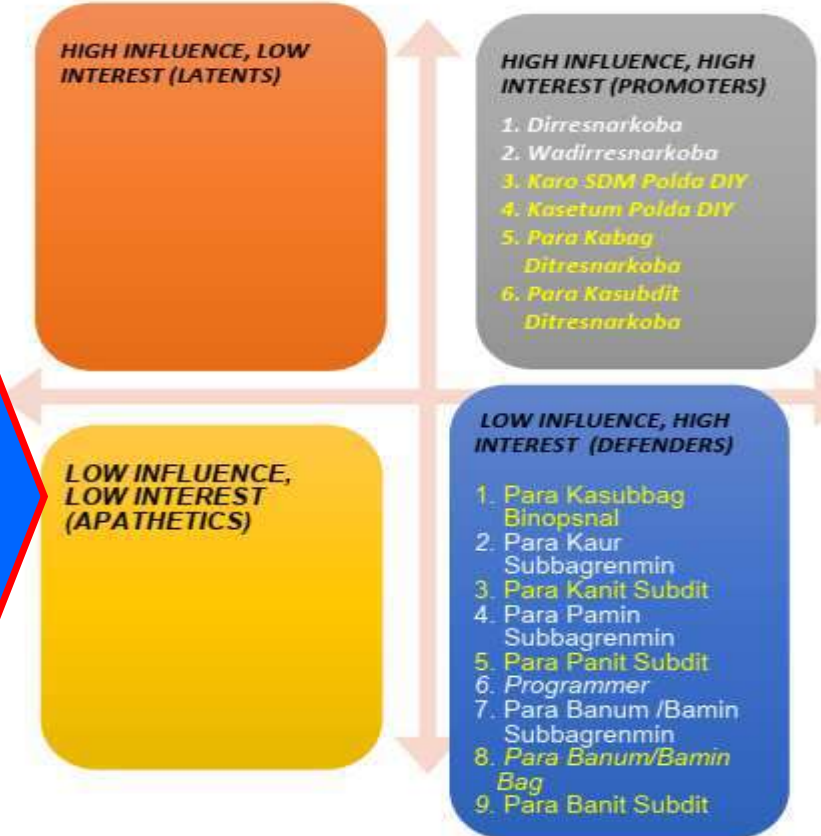 HIGH INFLUENCE, LOW
INTEREST (LATENTS)
HIGH INFLUENCE, HIGH
INTEREST (PROMOTERS)
1. Dirresnarkoba
2. Wadirresnarkoba
3. Karo SDM Polda DIY
4. Kasetum Polda DIY
5. Para Kabag
Ditresnarkoba
6. Para Kasubdit
Ditresnarkoba
LOW INFLUENCE,
LOW INTEREST
(APATHETICS)
LOW INFLUENCE, HIGH
INTEREST (DEFENDERS)
1. Para Kasubbag
Binopsnal
2. Para Kaur
Subbagrenmin
3. Para Kanit Subdit
4. Para Pamin
Subbagrenmin
5. Para Panit Subdit
6. Programmer
7. Para Banum /Bamin
Subbagrenmin
8. Para Banum/Bamin
Bag
9. Para Banit Subdit